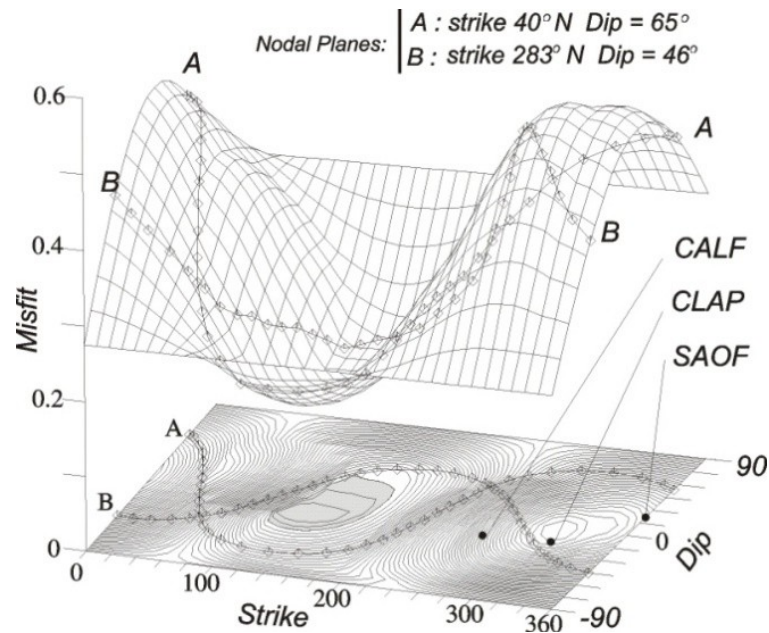 A : strike 40° N Dip = 65°
Nodal Planes:
B : strike 283° N Dip = 46°
A
0.6
A
B
B
CALF
0.4
CLAP
Misfit
SAOF
0.2
A
90
B
0
Dip
0
0
100
200
300
-90
Strike
360